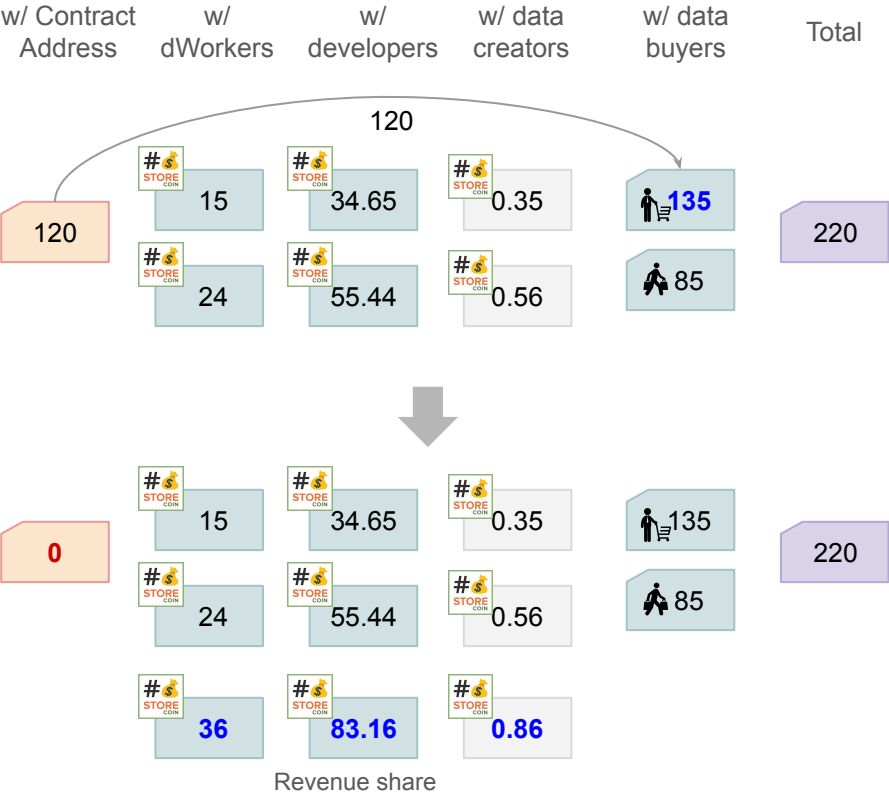 w/ Contract Address
w/ dWorkers
w/ developers
w/ data creators
w/ data buyers
Total
120
#$ STORE COIN
#$ STORE COIN
#$ STORE COIN
120
15
34.65
0.35
135
220
#$ STORE COIN
#$ STORE COIN
#$ STORE COIN
24
55.44
0.56
85
#$ STORE COIN
#$ STORE COIN
#$ STORE COIN
0
15
34.65
0.35
135
220
#$ STORE COIN
#$ STORE COIN
#$ STORE COIN
24
55.44
0.56
85
#$ STORE COIN
#$ STORE COIN
#$ STORE COIN
36
83.16
0.86
Revenue share